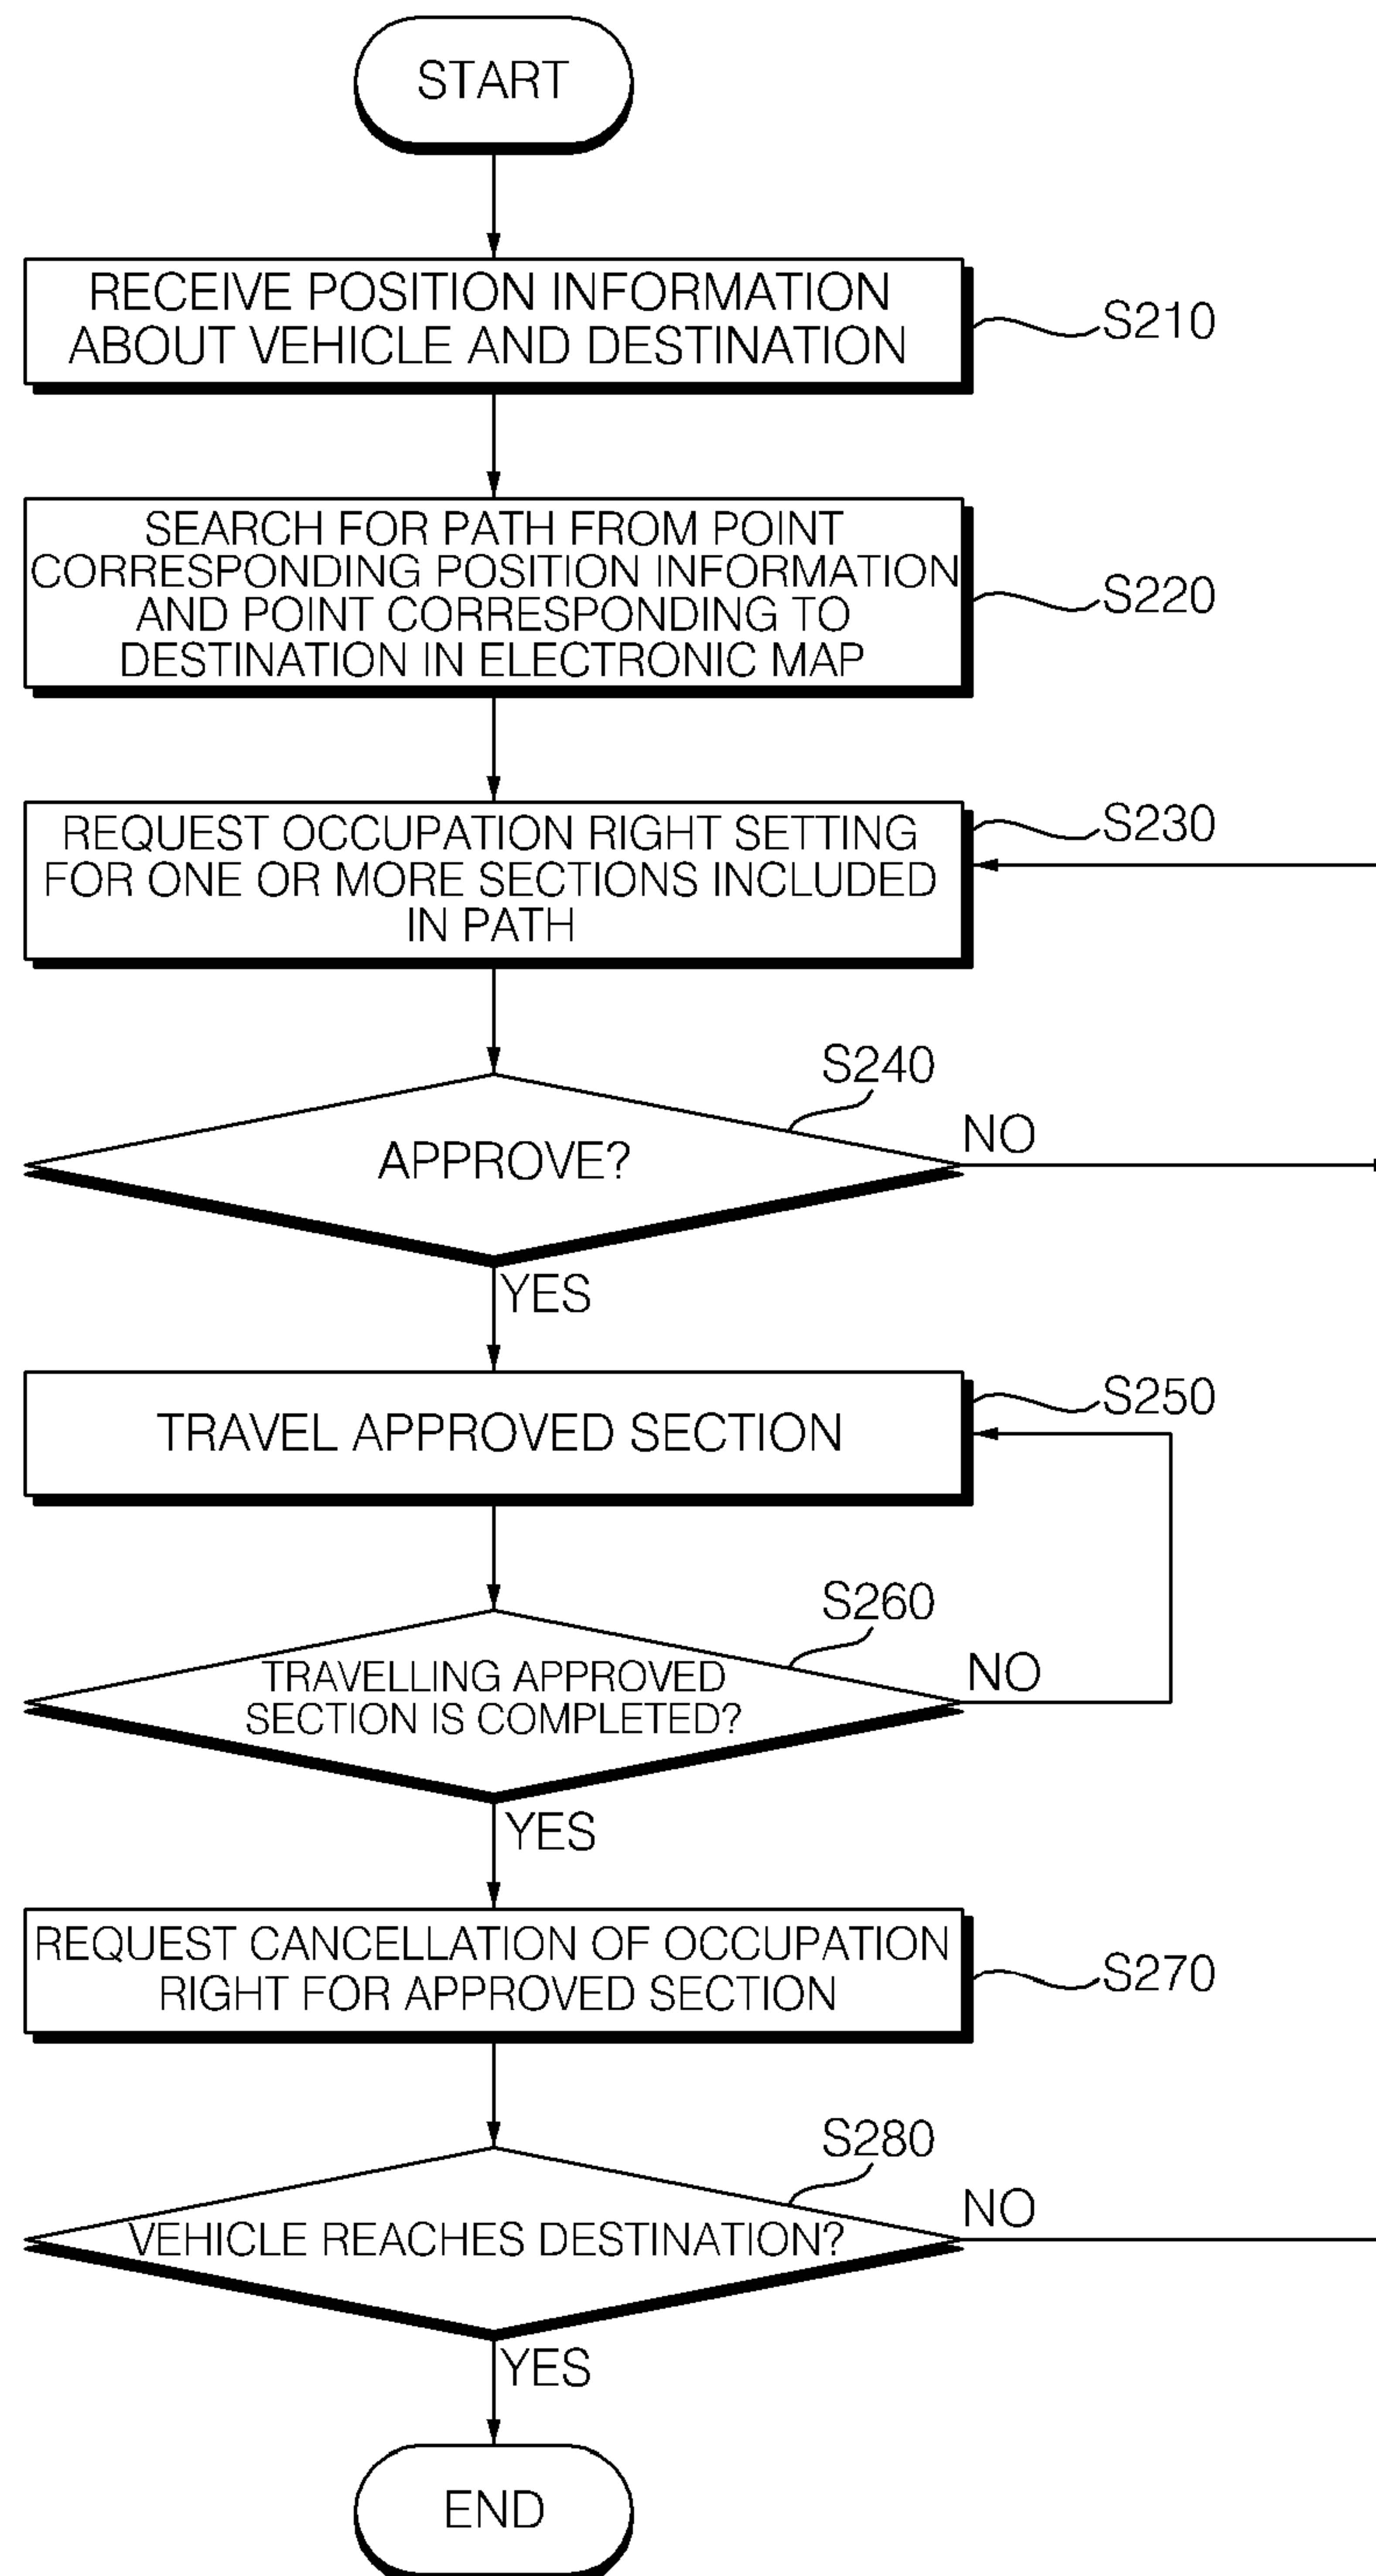 START
RECEIVE POSITION INFORMATION
ABOUT VEHICLE AND DESTINATION
S210
SEARCH FOR PATH FROM POINT
CORRESPONDING POSITION INFORMATION
AND POINT CORRESPONDING TO
DESTINATION IN ELECTRONIC MAP
S220
REQUEST OCCUPATION RIGHT SETTING
FOR ONE OR MORE SECTIONS INCLUDED
IN PATH
S230
S240
APPROVE?
NO
YES
TRAVEL APPROVED SECTION
S250
S260
TRAVELLING APPROVED
SECTION IS COMPLETED?
NO
YES
REQUEST CANCELLATION OF OCCUPATION
RIGHT FOR APPROVED SECTION
S270
S280
VEHICLE REACHES DESTINATION?
NO
YES
END